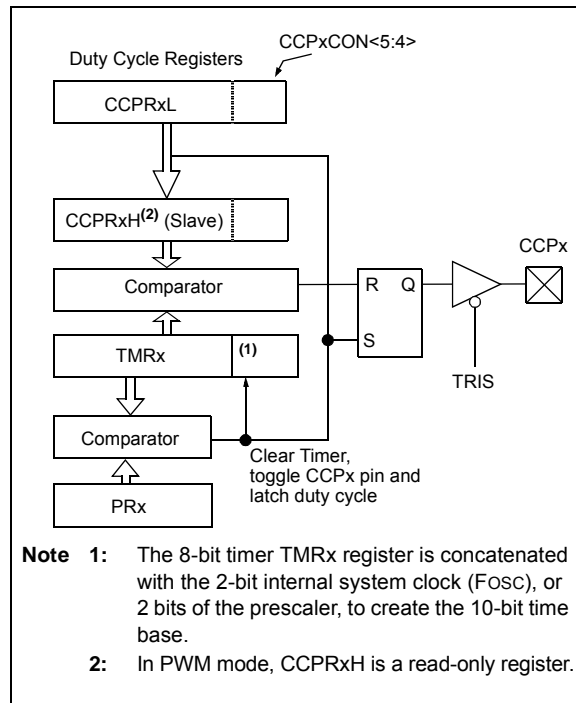 CCPxCON<5:4>
Duty Cycle Registers
CCPRxL
CCPRxH(2) (Slave)
CCPx
Comparator
R Q
TMRx (1)
S
TRIS
Comparator
Clear Timer,
toggle CCPx pin and
latch duty cycle
PRx
Note 1: The 8-bit timer TMRx register is concatenated
with the 2-bit internal system clock (FOSC), or
2 bits of the prescaler, to create the 10-bit time
base.
2: In PWM mode, CCPRxH is a read-only register.